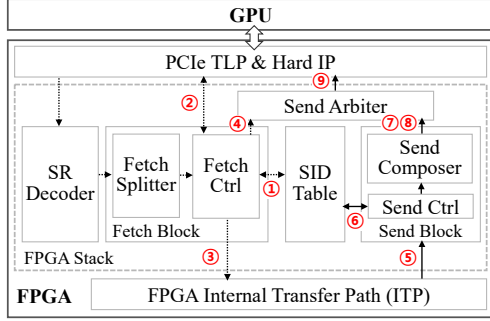 GPU
PCIe TLP & Hard IP
⑨
②
④
Send Arbiter
⑦ ⑧
SR
Decoder
Fetch
Splitter
Fetch
Ctrl
①
SID
Table
Send
Composer
⑥
Send Ctrl
Fetch Block
Send Block
③
⑤
FPGA Stack
FPGA
FPGA Internal Transfer Path (ITP)